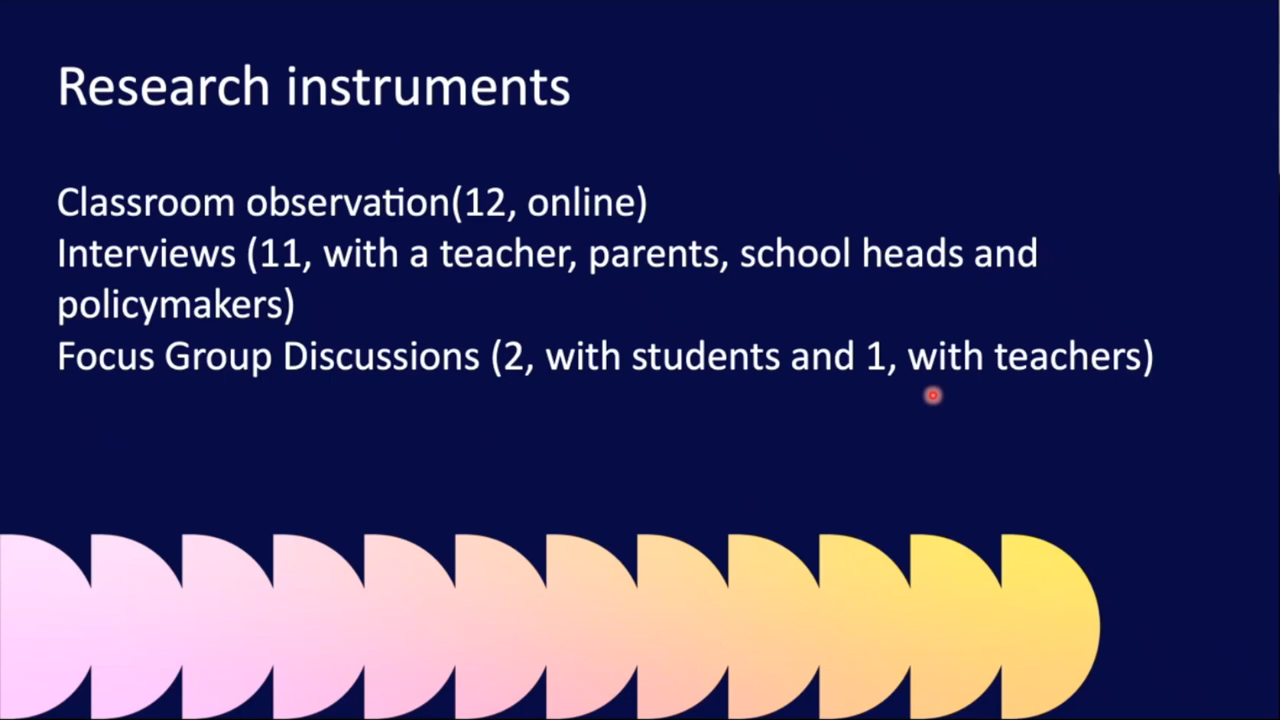 Research instruments
Classroom observation(12, online)
Interviews (11, with a teacher, parents, school heads and
policymakers)
Focus Group Discussions (2, with students and 1, with teachers)